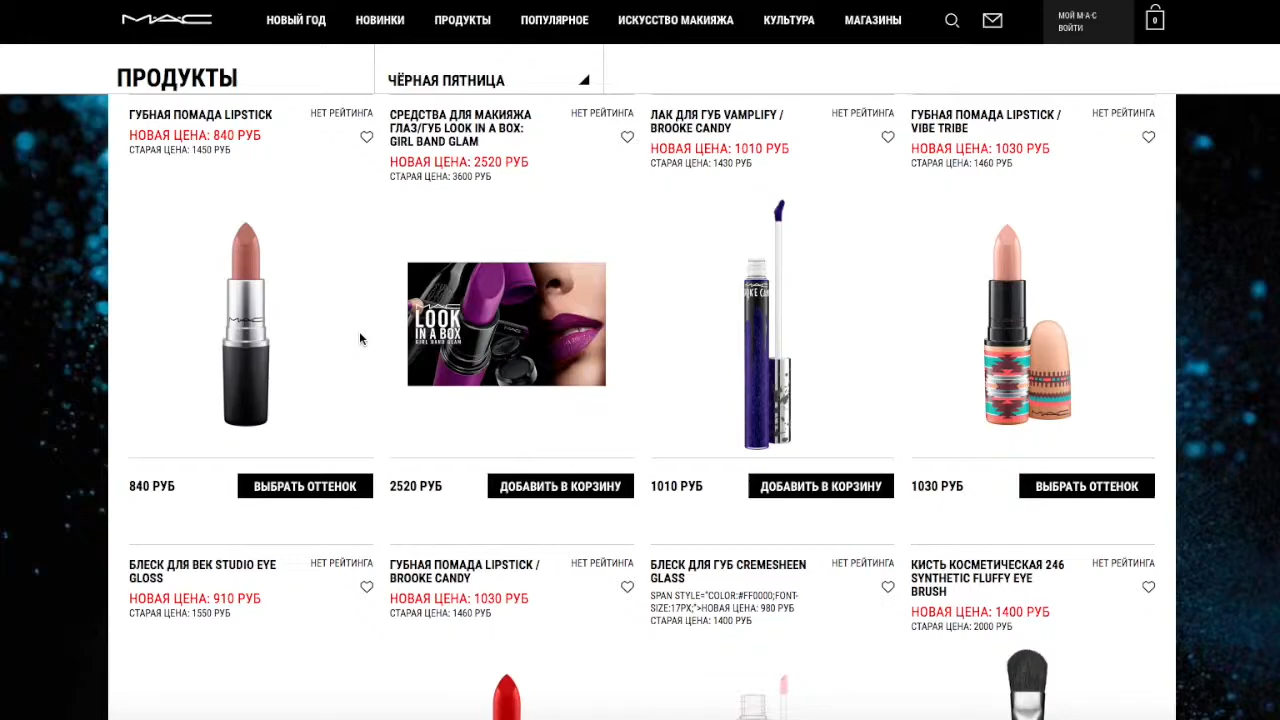 MAC
НОВЫЙ ГОД
НОВИНКИ
ПРОДУКТЫ
ПОПУЛЯРНОЕ
ИСКУССТВО МАКИЯЖА
КУЛЬТУРА
МАГАЗИНЫ
МОЙ M·A·C
ВОЙТИ
0
ПРОДУКТЫ
ЧЁРНАЯ ПЯТНИЦА
ГУБНАЯ ПОМАДА LIPSTICK
НЕТ РЕЙТИНГА
НОВАЯ ЦЕНА: 840 РУБ
СТАРАЯ ЦЕНА: 1450 РУБ
СРЕДСТВА ДЛЯ МАКИЯЖА
ГЛАЗ/ГУБ LOOK IN A BOX:
GIRL BAND GLAM
НЕТ РЕЙТИНГА
НОВАЯ ЦЕНА: 2520 РУБ
СТАРАЯ ЦЕНА: 3600 РУБ
ЛАК ДЛЯ ГУБ VAMPLIFY /
BROOKE CANDY
НЕТ РЕЙТИНГА
НОВАЯ ЦЕНА: 1010 РУБ
СТАРАЯ ЦЕНА: 1430 РУБ
ГУБНАЯ ПОМАДА LIPSTICK /
VIBE TRIBE
НЕТ РЕЙТИНГА
НОВАЯ ЦЕНА: 1030 РУБ
СТАРАЯ ЦЕНА: 1460 РУБ
MAC
LOOK
IN A BOX
GIRL BAND GLAM
840 РУБ
ВЫБРАТЬ ОТТЕНОК
2520 РУБ
ДОБАВИТЬ В КОРЗИНУ
1010 РУБ
ДОБАВИТЬ В КОРЗИНУ
1030 РУБ
ВЫБРАТЬ ОТТЕНОК
БЛЕСК ДЛЯ ВЕК STUDIO EYE
GLOSS
НЕТ РЕЙТИНГА
НОВАЯ ЦЕНА: 910 РУБ
СТАРАЯ ЦЕНА: 1550 РУБ
ГУБНАЯ ПОМАДА LIPSTICK /
BROOKE CANDY
НЕТ РЕЙТИНГА
НОВАЯ ЦЕНА: 1030 РУБ
СТАРАЯ ЦЕНА: 1460 РУБ
БЛЕСК ДЛЯ ГУБ CREMESHEEN
GLASS
НЕТ РЕЙТИНГА
SPAN STYLE="COLOR:#FF0000;FONT-
SIZE:17PX;">НОВАЯ ЦЕНА: 980 РУБ
СТАРАЯ ЦЕНА: 1400 РУБ
КИСТЬ КОСМЕТИЧЕСКАЯ 246
SYNTHETIC FLUFFY EYE
BRUSH
НЕТ РЕЙТИНГА
НОВАЯ ЦЕНА: 1400 РУБ
СТАРАЯ ЦЕНА: 2000 РУБ